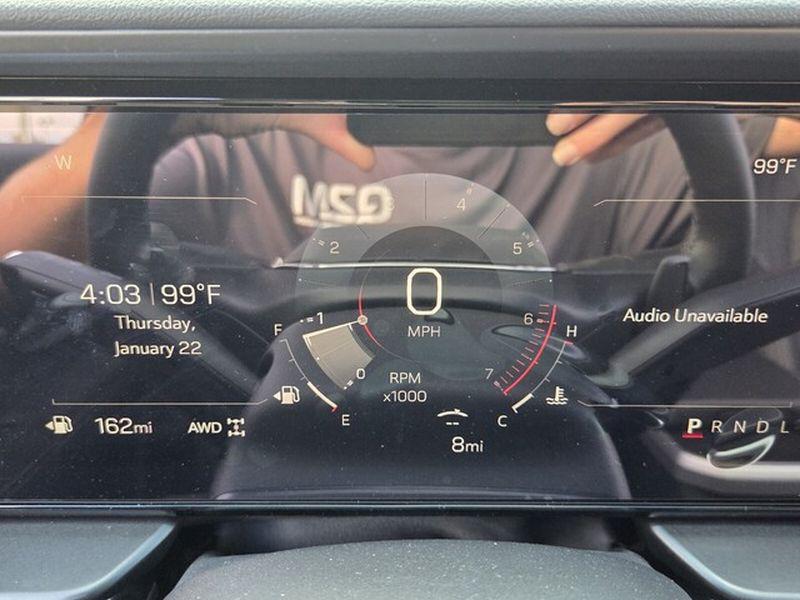 W
99°F
4:03 | 99°F
Thursday,
January 22
162mi
AWD
F
E
0
1
2
3
4
5
6
7
0
MPH
RPM
x1000
8mi
H
C
Audio Unavailable
P R N D L